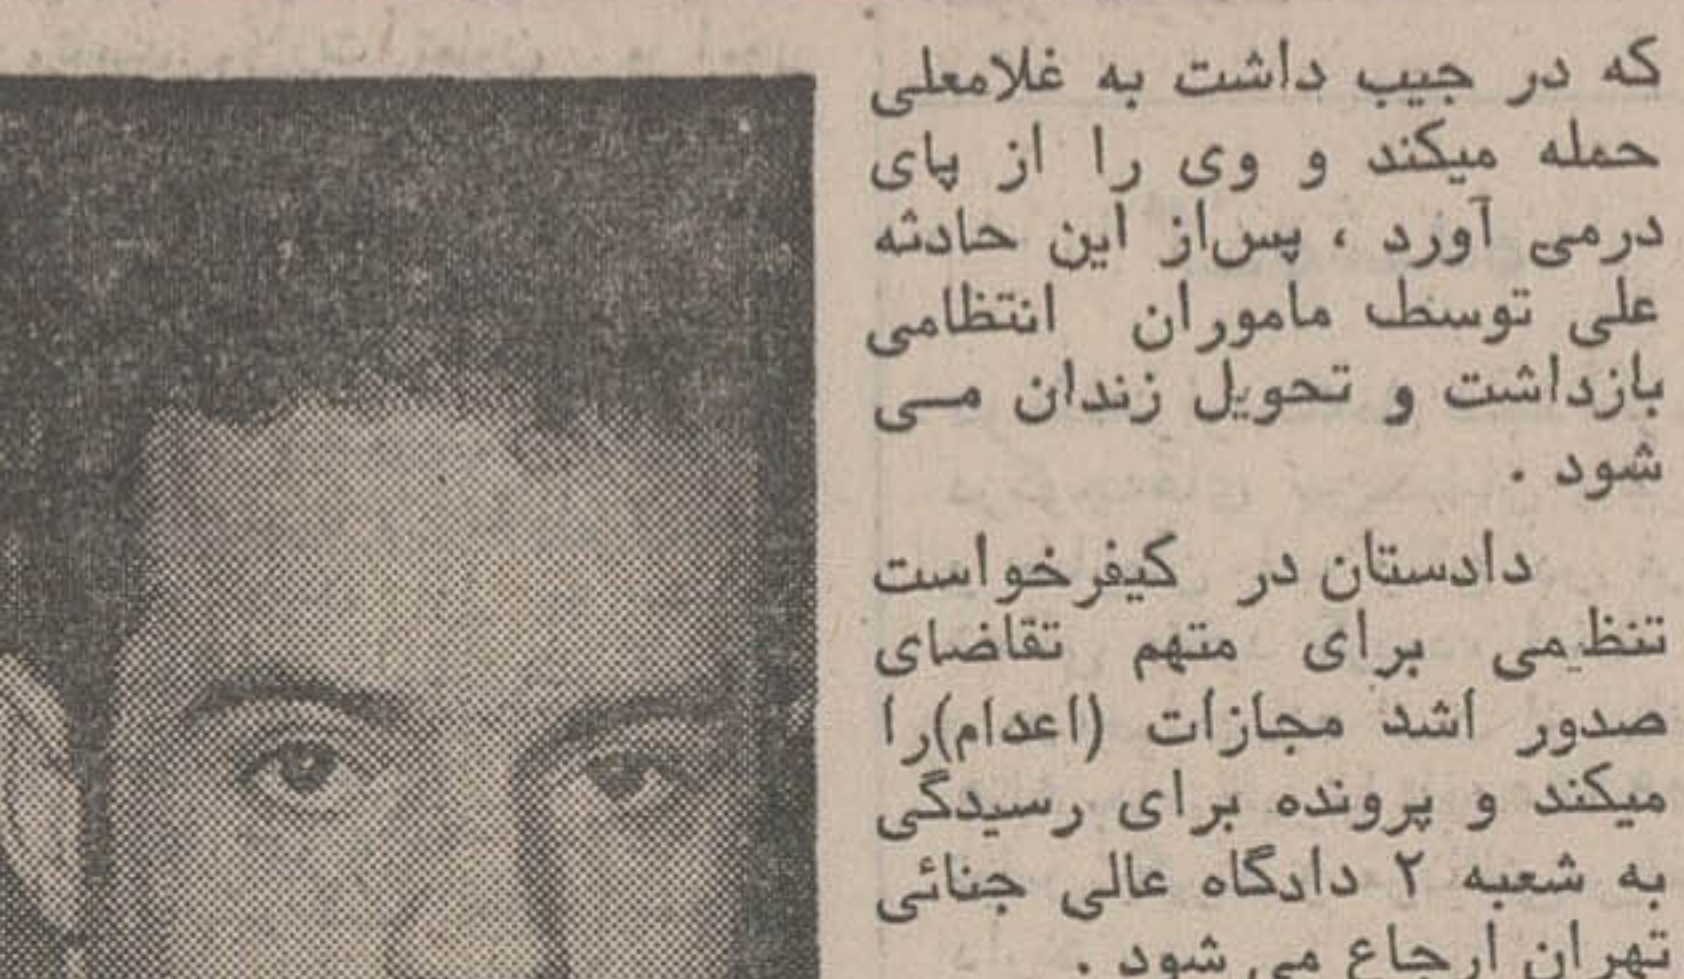 که در جیب داشت به غلامعلی
حمله میکند و وی را از پای
درمی آورد ، پس‌از این حادثه
علی توسط ماموران انتظامی
بازداشت و تحویل زندان مـی
شود .
دادستان در کیفرخواست
تنظیمی برای متهم تقاضای
صدور اشد مجازات (اعدام)را
میکند و پرونده برای رسیدگی
به شعبه ۲ دادگاه عالی جنائی
تهران ارجاع می شود .